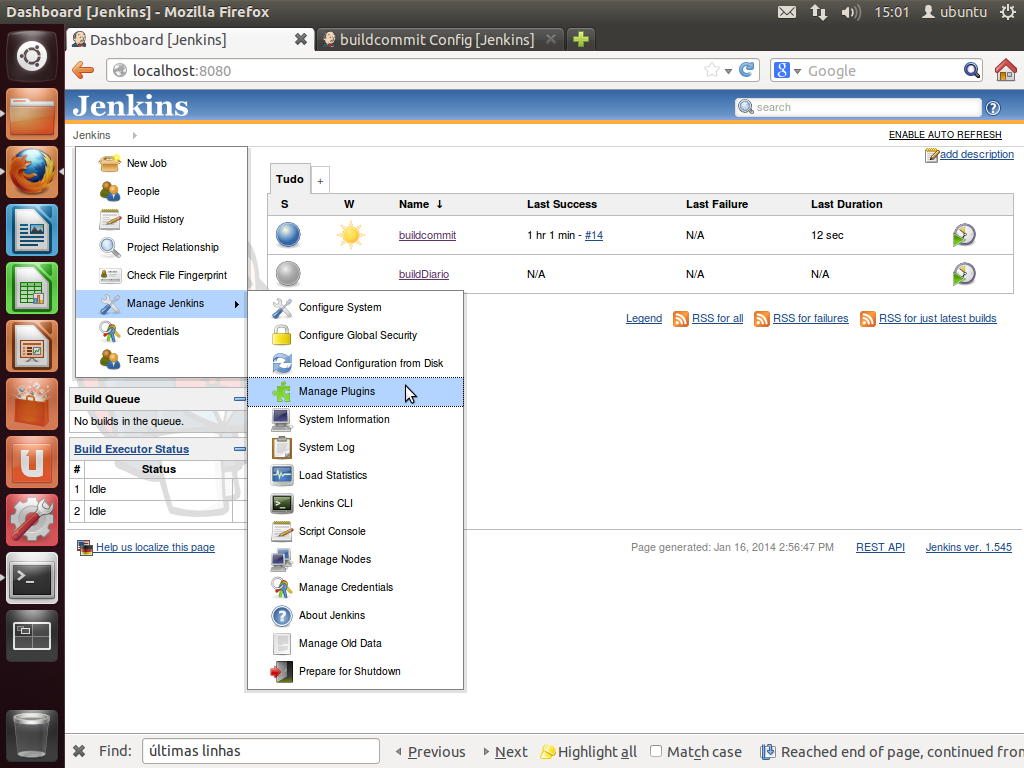 Dashboard [Jenkins] - Mozilla Firefox
15:01 ubuntu
Dashboard [Jenkins] buildcommit Config [Jenkins]
localhost:8080 Google
Jenkins search
Jenkins ENABLE AUTO REFRESH
add description
New Job
People
Build History
Project Relationship
Check File Fingerprint
Manage Jenkins
Credentials
Teams
Tudo +
S W Name ↓ Last Success Last Failure Last Duration
buildcommit 1 hr 1 min - #14 N/A 12 sec
buildDiario N/A N/A N/A
Legend RSS for all RSS for failures RSS for just latest builds
Configure System
Configure Global Security
Reload Configuration from Disk
Manage Plugins
System Information
System Log
Load Statistics
Jenkins CLI
Script Console
Manage Nodes
Manage Credentials
About Jenkins
Manage Old Data
Prepare for Shutdown
Build Queue
No builds in the queue.
Build Executor Status
# Status
1 Idle
2 Idle
Help us localize this page Page generated: Jan 16, 2014 2:56:47 PM REST API Jenkins ver. 1.545
Find: últimas linhas Previous Next Highlight all Match case Reached end of page, continued from